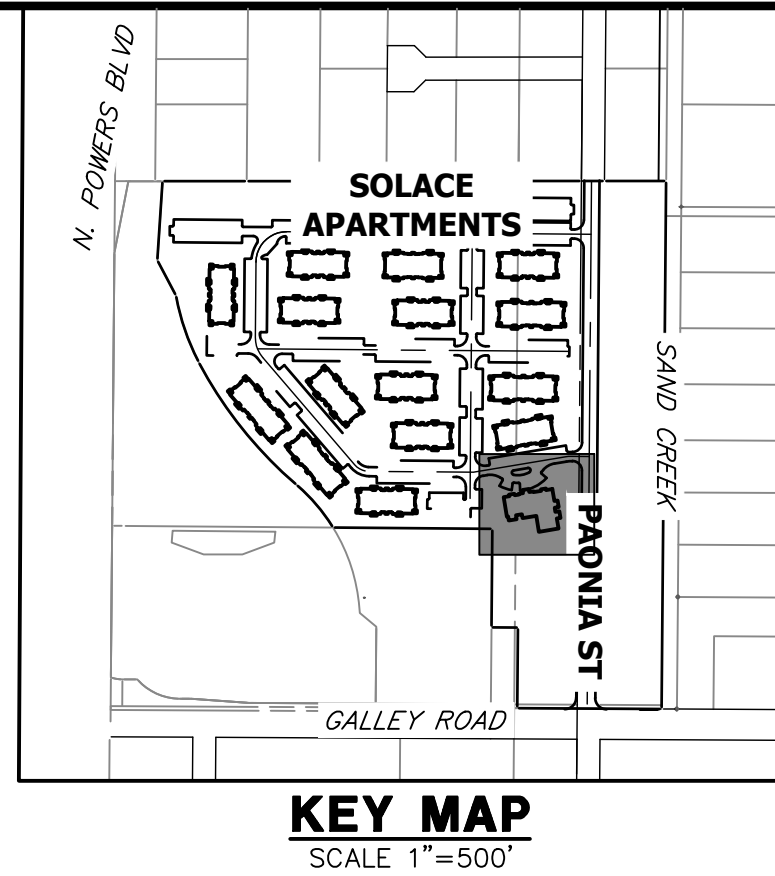 N. POWERS BLVD
SOLACE
APARTMENTS
SAND CREEK
PAONIA ST
GALLEY ROAD
KEY MAP
SCALE 1"=500'